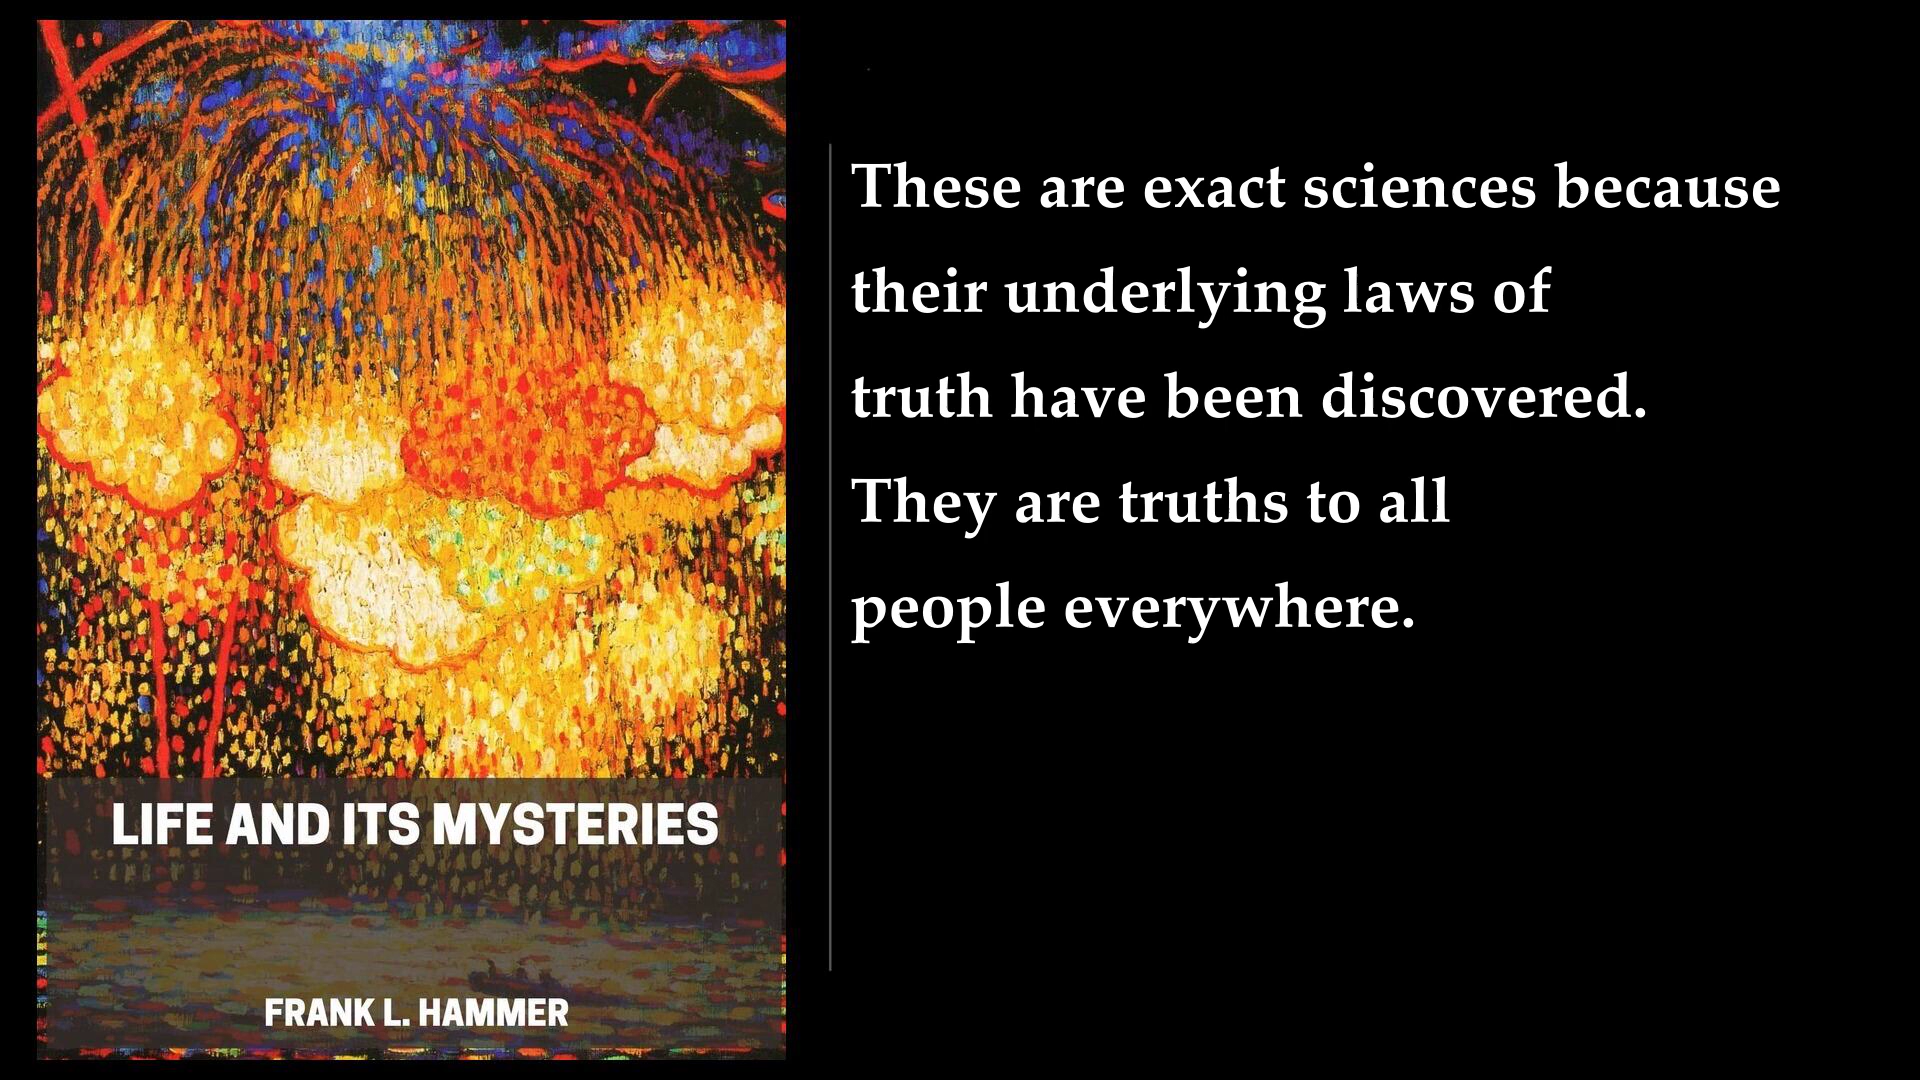 LIFE AND ITS MYSTERIES
FRANK L. HAMMER
These are exact sciences because
their underlying laws of
truth have been discovered.
They are truths to all
people everywhere.